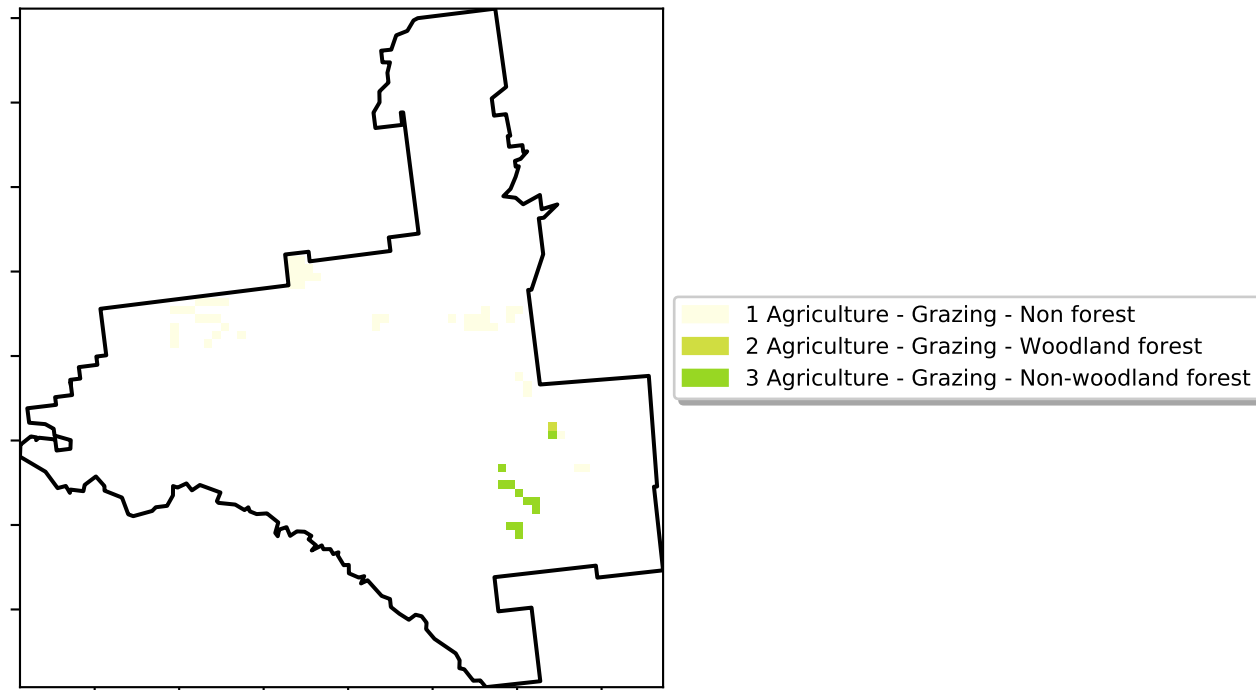 1 Agriculture - Grazing - Non forest
2 Agriculture - Grazing - Woodland forest
3 Agriculture - Grazing - Non-woodland forest